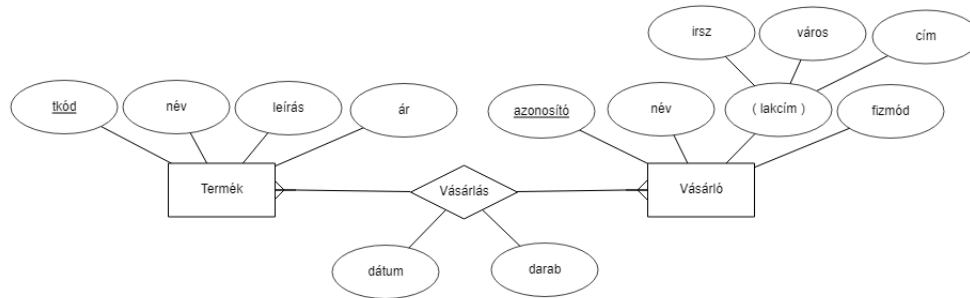 irsz
város
cím
tkód
név
leírás
ár
azonosító
név
( lakcím )
fizmód
Termék
Vásárlás
Vásárló
dátum
darab